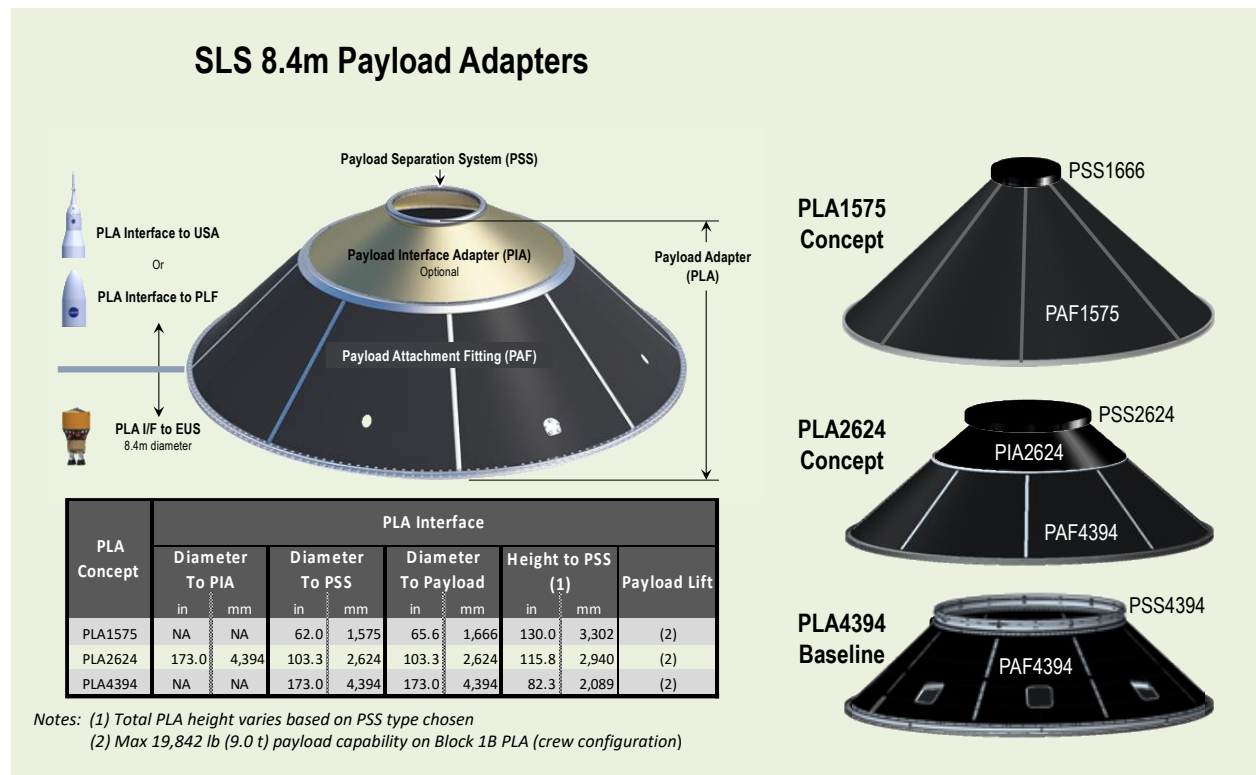 SLS 8.4m Payload Adapters
Payload Separation System (PSS)
PLA Interface to USA
Or
PLA Interface to PLF
PLA I/F to EUS
8.4m diameter
Payload Interface Adapter (PIA)
Optional
Payload Attachment Fitting (PAF)
Payload Adapter
(PLA)
PLA1575
Concept
PSS1666
PAF1575
PLA2624
Concept
PSS2624
PIA2624
PAF4394
PLA4394
Baseline
PSS4394
PAF4394
PLA
Concept
PLA Interface
Diameter
To PIA
Diameter
To PSS
Diameter
To Payload
Height to PSS
(1)
Payload Lift
in mm in mm in mm in mm
PLA1575 NA NA 62.0 1,575 65.6 1,666 130.0 3,302 (2)
PLA2624 173.0 4,394 103.3 2,624 103.3 2,624 115.8 2,940 (2)
PLA4394 NA NA 173.0 4,394 173.0 4,394 82.3 2,089 (2)
Notes: (1) Total PLA height varies based on PSS type chosen
(2) Max 19,842 lb (9.0 t) payload capability on Block 1B PLA (crew configuration)